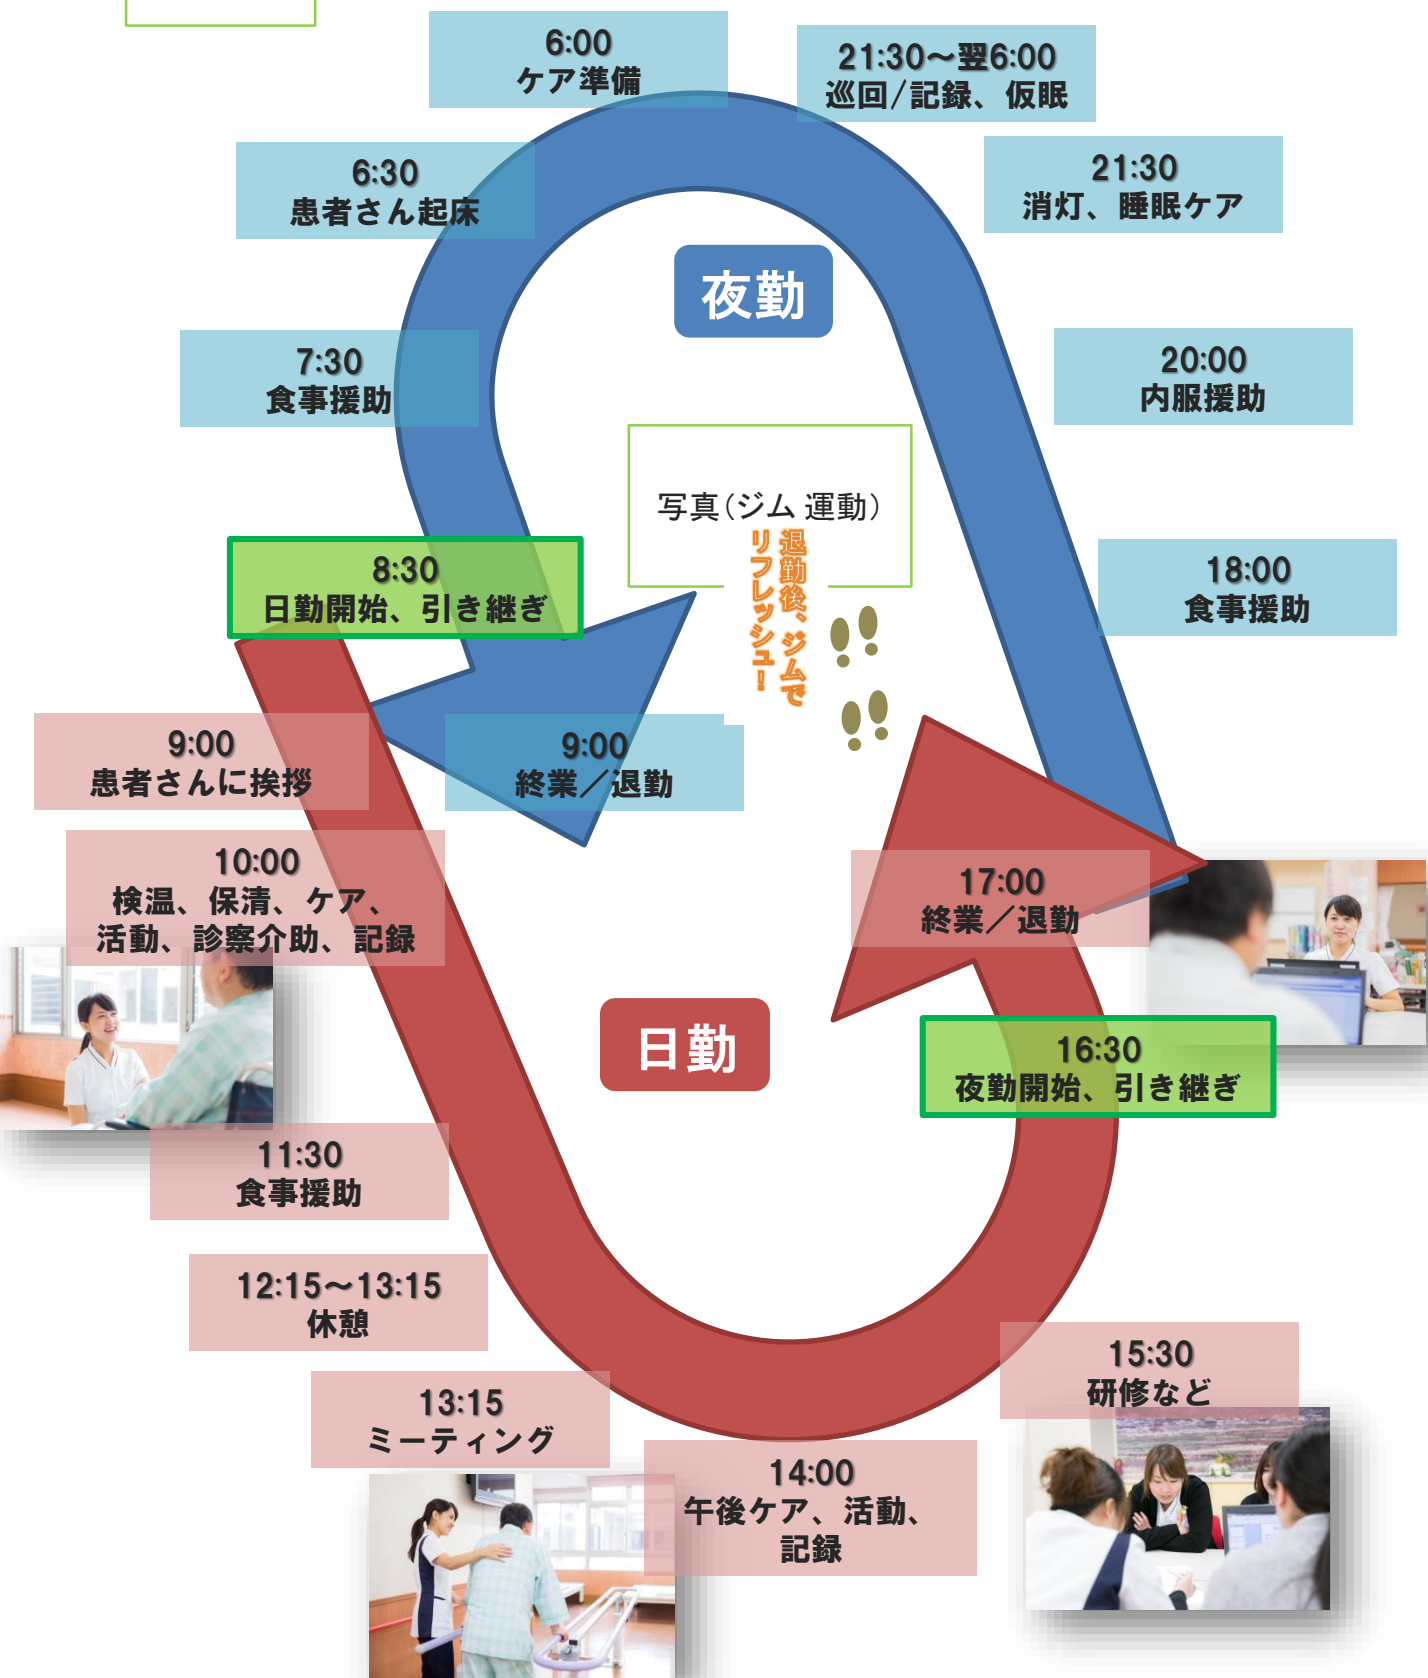 6:00
ケア準備
21:30～翌6:00
巡回/記録、仮眠
6:30
患者さん起床
21:30
消灯、睡眠ケア
夜勤
7:30
食事援助
20:00
内服援助
写真（ジム 運動）
退勤後、ジムで
リフレッシュ！
8:30
日勤開始、引き継ぎ
18:00
食事援助
9:00
患者さんに挨拶
9:00
終業／退勤
10:00
検温、保清、ケア、
活動、診察介助、記録
17:00
終業／退勤
日勤
16:30
夜勤開始、引き継ぎ
11:30
食事援助
12:15～13:15
休憩
13:15
ミーティング
15:30
研修など
14:00
午後ケア、活動、
記録